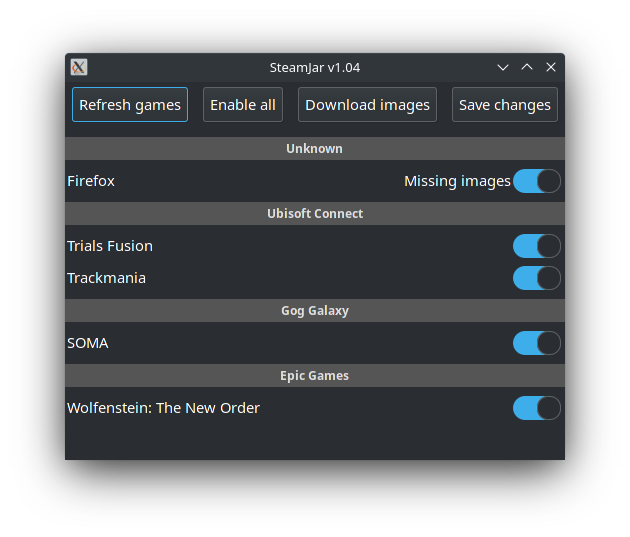 SteamJar v1.04
Refresh games Enable all Download images Save changes
Unknown
Firefox Missing images
Ubisoft Connect
Trials Fusion
Trackmania
Gog Galaxy
SOMA
Epic Games
Wolfenstein: The New Order